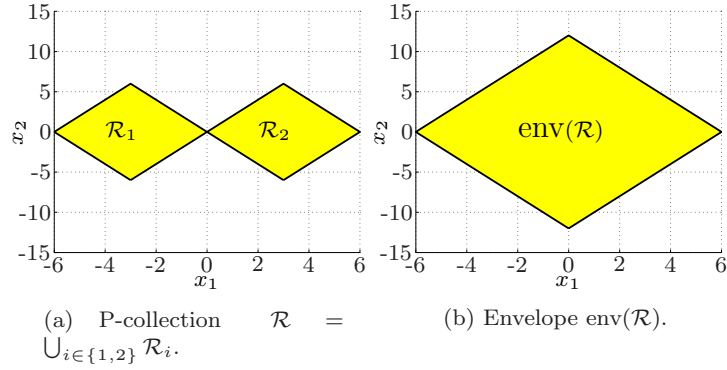 15
10
5
0
-5
-10
-15
x₂
ℛ₁
ℛ₂
-6 -4 -2 0 2 4 6
x₁
15
10
5
0
-5
-10
-15
x₂
env(ℛ)
-6 -4 -2 0 2 4 6
x₁
(a) P-collection ℛ =
⋃i∈{1,2} ℛi.
(b) Envelope env(ℛ).